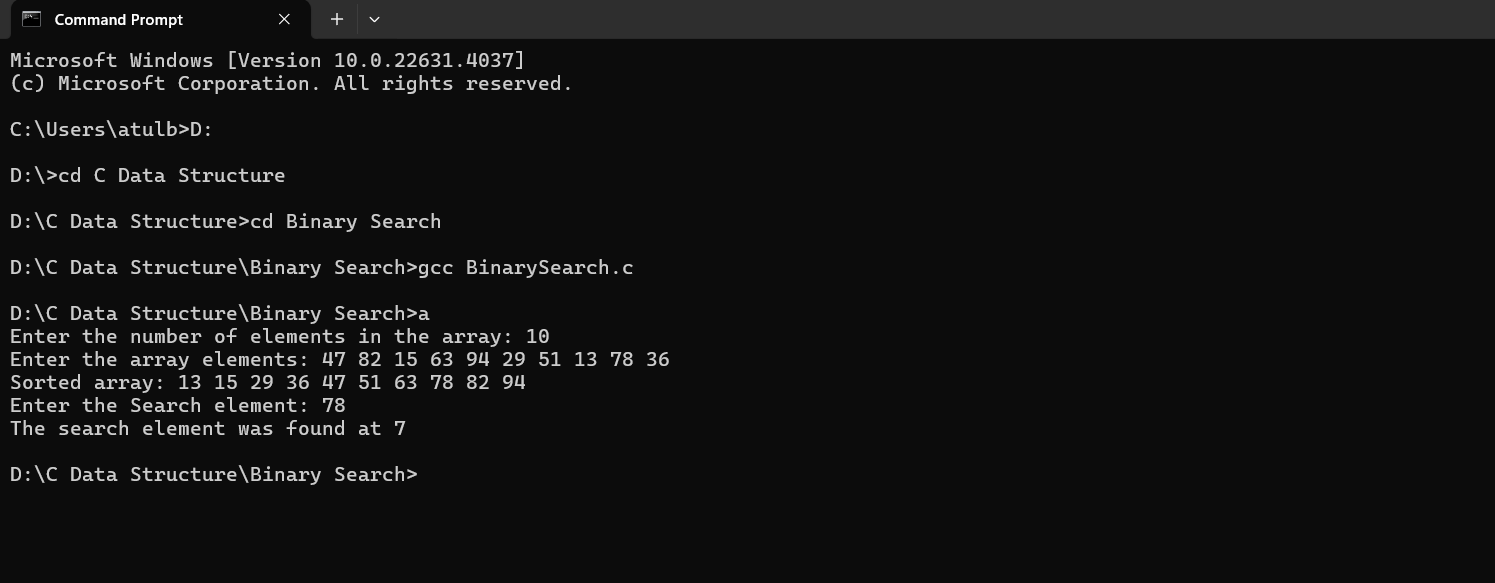 Command Prompt
Microsoft Windows [Version 10.0.22631.4037]
(c) Microsoft Corporation. All rights reserved.
C:\Users\atulb>D:
D:\>cd C Data Structure
D:\C Data Structure>cd Binary Search
D:\C Data Structure\Binary Search>gcc BinarySearch.c
D:\C Data Structure\Binary Search>a
Enter the number of elements in the array: 10
Enter the array elements: 47 82 15 63 94 29 51 13 78 36
Sorted array: 13 15 29 36 47 51 63 78 82 94
Enter the Search element: 78
The search element was found at 7
D:\C Data Structure\Binary Search>